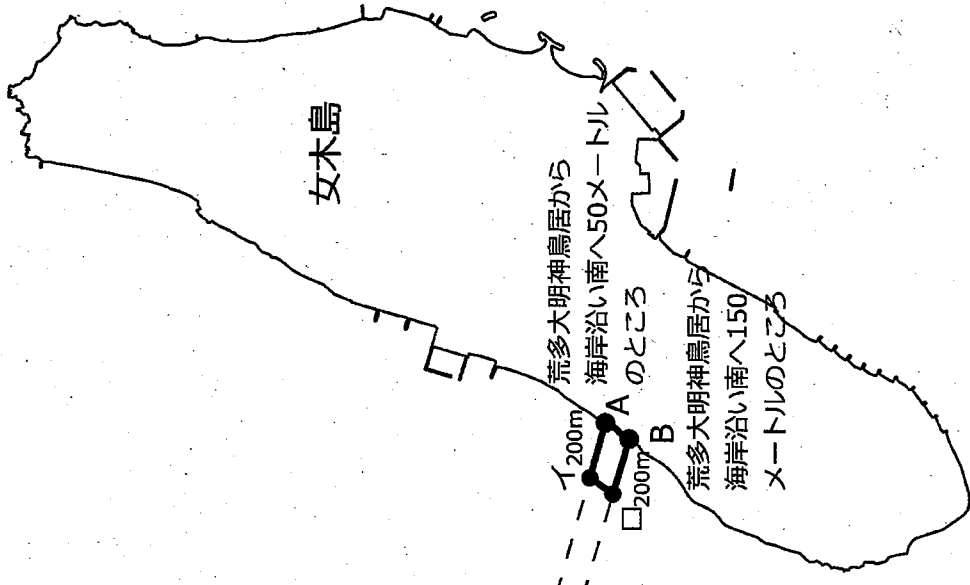 女木島
荒多大明神鳥居から
海岸沿い南へ50メートル
のところ
A
イ
200m
B
ロ
200m
荒多大明神鳥居から
海岸沿い南へ150
メートルのところ